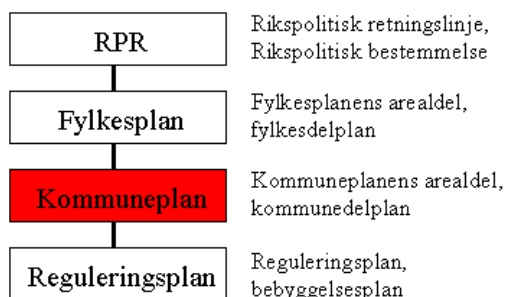 RPR
Rikspolitisk retningslinje,
Rikspolitisk bestemmelse
Fylkesplan
Fylkesplanens arealdel,
fylkesdelplan
Kommuneplan
Kommuneplanens arealdel,
kommunedelplan
Reguleringsplan
Reguleringsplan,
bebyggelsesplan